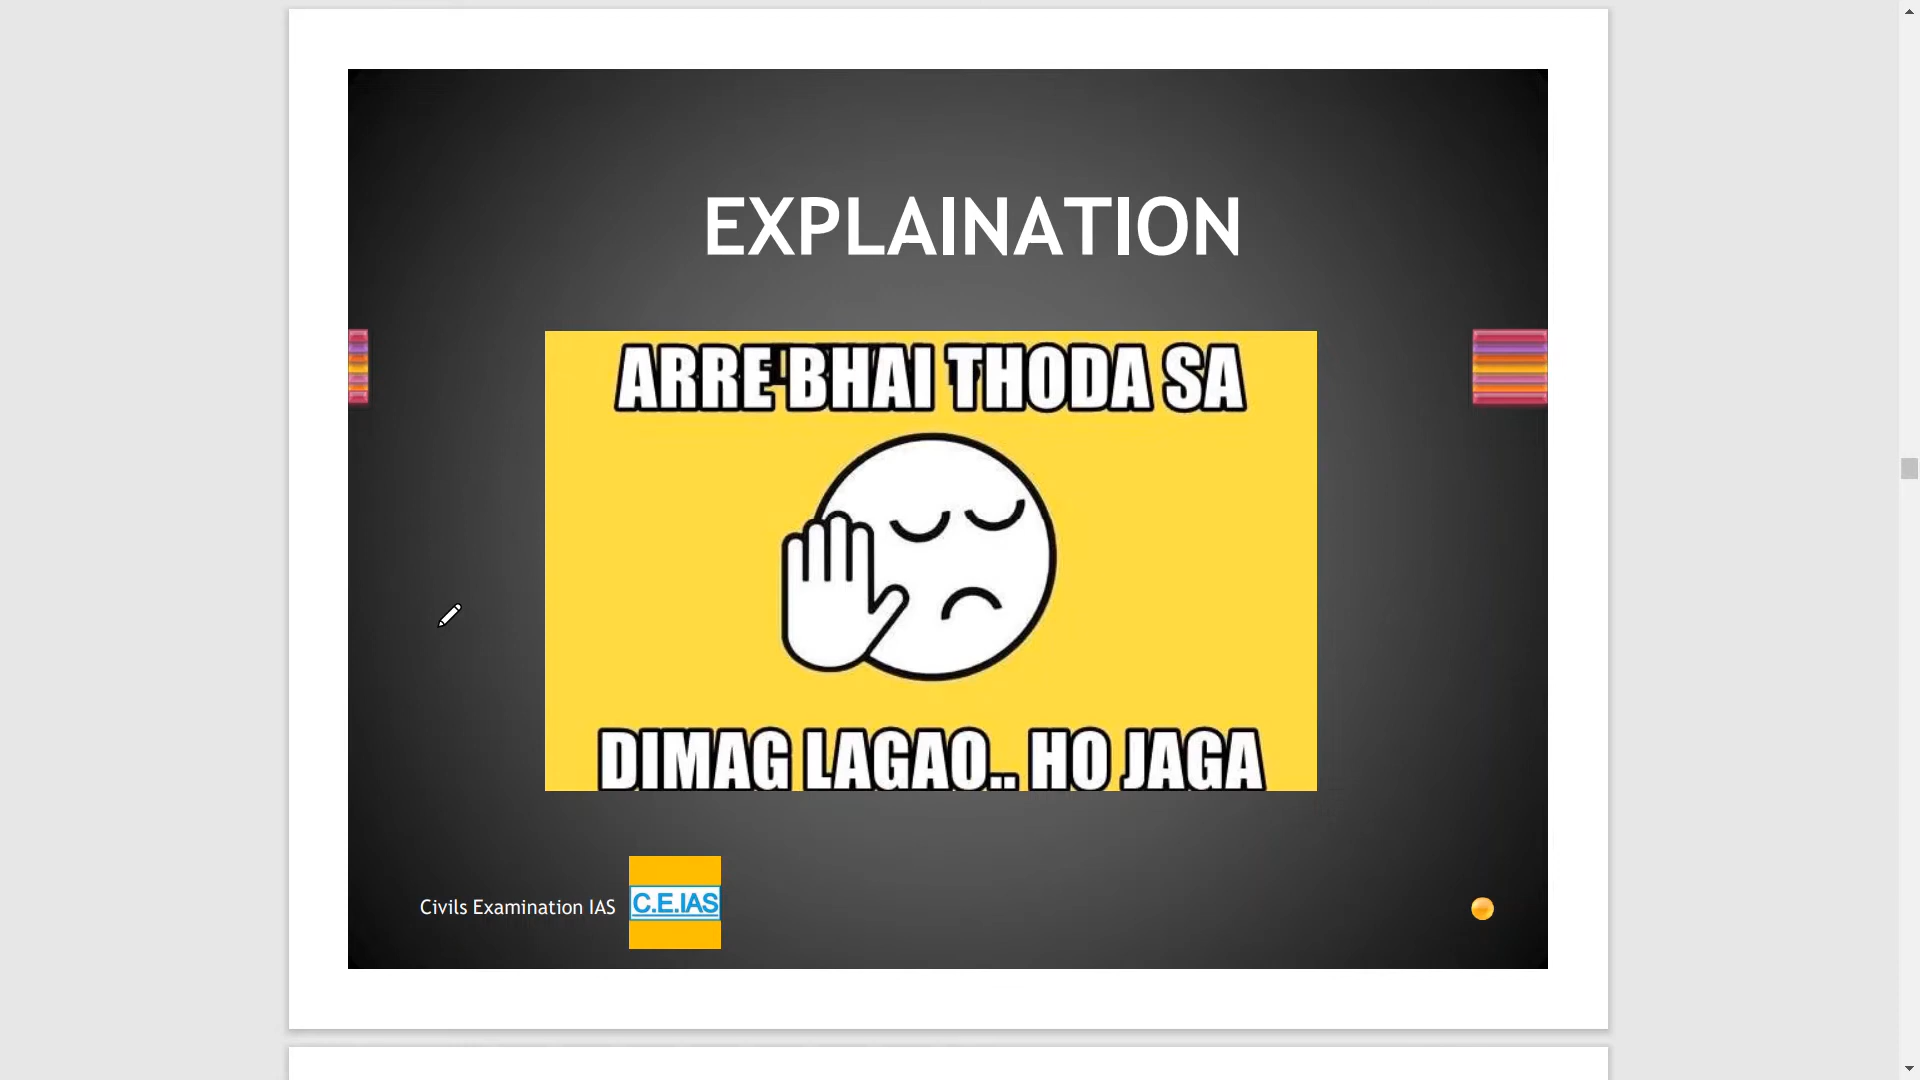 EXPLAINATION
ARRE BHAI THODA SA
DIMAG LAGAO.. HO JAGA
Civils Examination IAS
C.E.IAS